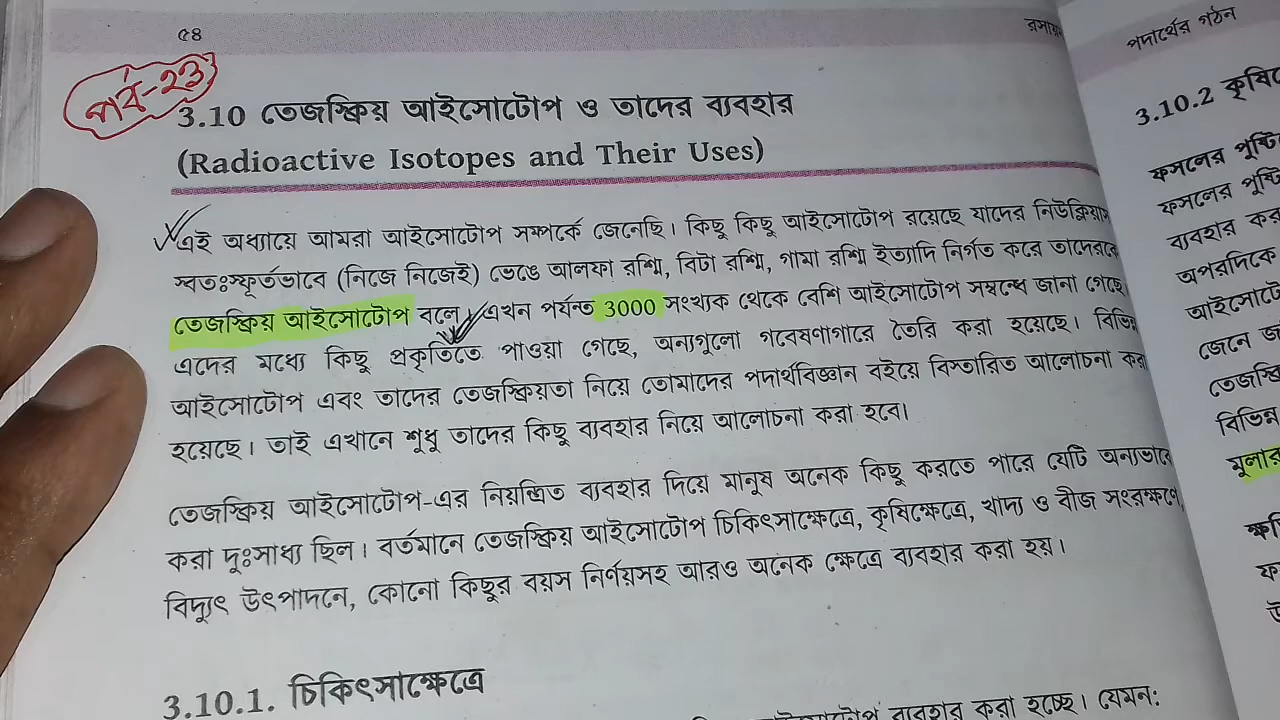 ৫৪
রসায়ন
পর্ব-২৩
3.10 তেজস্ক্রিয় আইসোটোপ ও তাদের ব্যবহার
(Radioactive Isotopes and Their Uses)
এই অধ্যায়ে আমরা আইসোটোপ সম্পর্কে জেনেছি। কিছু কিছু আইসোটোপ রয়েছে যাদের নিউক্লিয়াস
স্বতঃস্ফূর্তভাবে (নিজে নিজেই) ভেঙে আলফা রশ্মি, বিটা রশ্মি, গামা রশ্মি ইত্যাদি নির্গত করে তাদেরকে
তেজস্ক্রিয় আইসোটোপ বলে। এখন পর্যন্ত 3000 সংখ্যক থেকে বেশি আইসোটোপ সম্বন্ধে জানা গেছে।
এদের মধ্যে কিছু প্রকৃতিতে পাওয়া গেছে, অন্যগুলো গবেষণাগারে তৈরি করা হয়েছে। বিভিন্ন
আইসোটোপ এবং তাদের তেজস্ক্রিয়তা নিয়ে তোমাদের পদার্থবিজ্ঞান বইয়ে বিস্তারিত আলোচনা করা
হয়েছে। তাই এখানে শুধু তাদের কিছু ব্যবহার নিয়ে আলোচনা করা হবে।
তেজস্ক্রিয় আইসোটোপ-এর নিয়ন্ত্রিত ব্যবহার দিয়ে মানুষ অনেক কিছু করতে পারে যেটি অন্যভাবে
করা দুঃসাধ্য ছিল। বর্তমানে তেজস্ক্রিয় আইসোটোপ চিকিৎসাক্ষেত্রে, কৃষিক্ষেত্রে, খাদ্য ও বীজ সংরক্ষণে,
বিদ্যুৎ উৎপাদনে, কোনো কিছুর বয়স নির্ণয়সহ আরও অনেক ক্ষেত্রে ব্যবহার করা হয়।
3.10.1. চিকিৎসাক্ষেত্রে
আইসোটোপ ব্যবহার করা হচ্ছে। যেমন:
পদার্থের গঠন
3.10.2 কৃষি
ফসলের পুষ্টি
ফসলের পুষ্টি
ব্যবহার কর
অপরদিকে
আইসোটো
জেনে জ
তেজস্ক্রি
বিভিন্ন